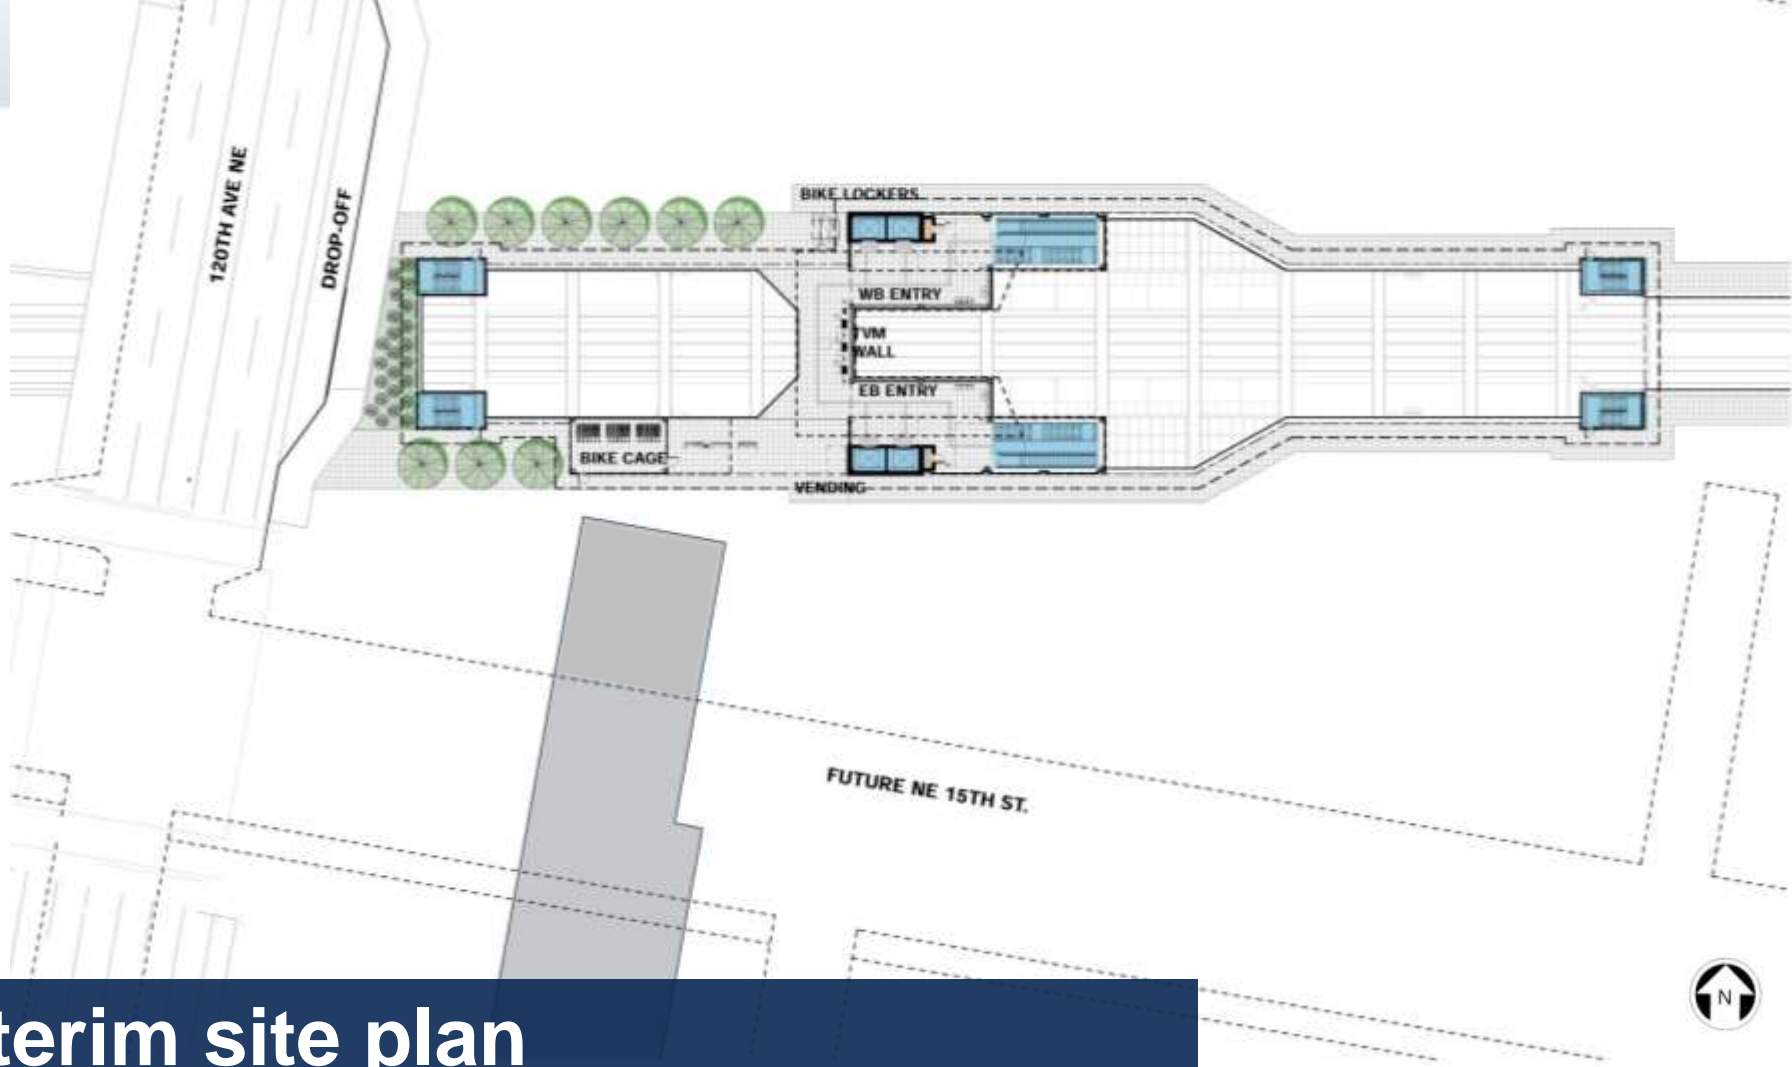 120TH AVE NE
DROP-OFF
BIKE LOCKERS
WB ENTRY
TVM
WALL
EB ENTRY
BIKE CAGE
VENDING
FUTURE NE 15TH ST.
N
terim site plan